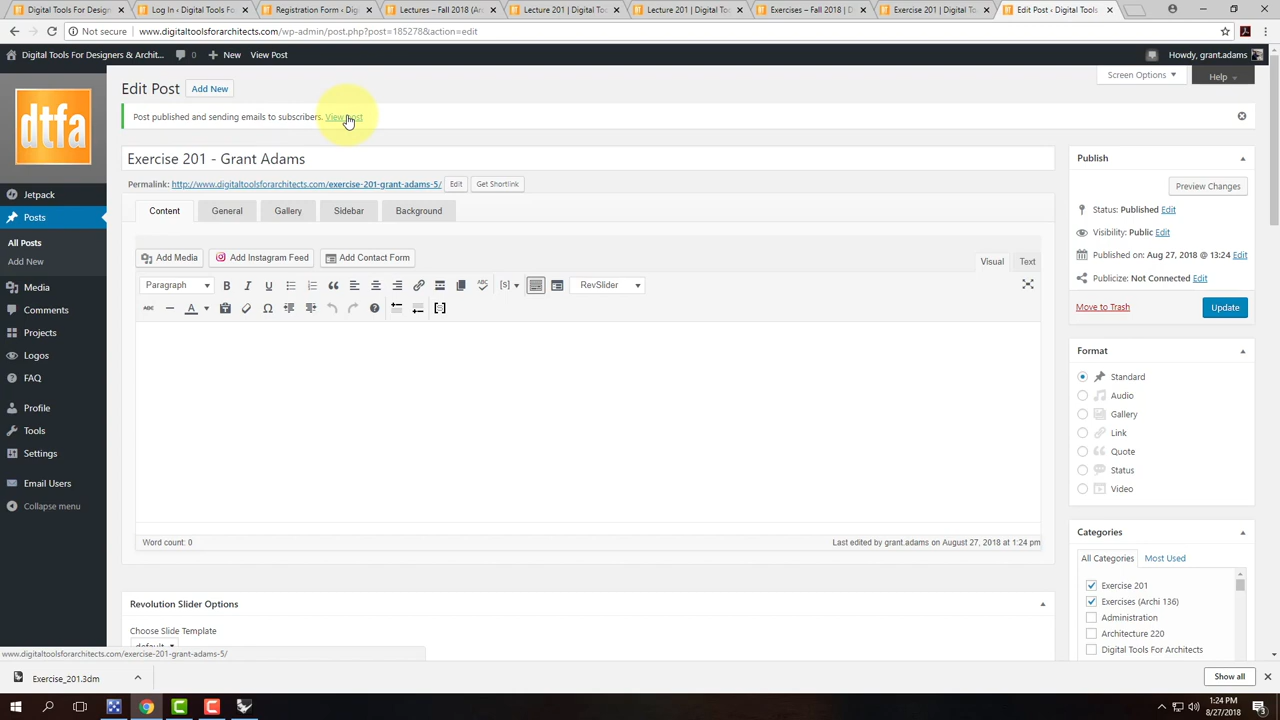 Digital Tools For Desig
Log In ‹ Digital Tools Fo
Registration Form ‹ Digi
Lectures – Fall 2018 (Ar
Lecture 201 | Digital To
Lecture 201 | Digital To
Exercises – Fall 2018 | D
Exercise 201 | Digital To
Edit Post ‹ Digital Tools
Not secure www.digitaltoolsforarchitects.com/wp-admin/post.php?post=185278&action=edit
Digital Tools For Designers & Archit... 0 New View Post Howdy, grant.adams
Edit Post Add New Screen Options Help
Post published and sending emails to subscribers. View post
dtfa
Exercise 201 - Grant Adams
Permalink: http://www.digitaltoolsforarchitects.com/exercise-201-grant-adams-5/ Edit Get Shortlink
Content General Gallery Sidebar Background
Add Media Add Instagram Feed Add Contact Form Visual Text
Paragraph B I U ABC [s] RevSlider
ABC A Ω ? [•]
Word count: 0 Last edited by grant.adams on August 27, 2018 at 1:24 pm
Revolution Slider Options
Choose Slide Template
default
Jetpack
Posts
All Posts
Add New
Media
Comments
Projects
Logos
FAQ
Profile
Tools
Settings
Email Users
Collapse menu
Publish
Preview Changes
Status: Published Edit
Visibility: Public Edit
Published on: Aug 27, 2018 @ 13:24 Edit
Publicize: Not Connected Edit
Move to Trash Update
Format
Standard
Audio
Gallery
Link
Quote
Status
Video
Categories
All Categories Most Used
Exercise 201
Exercises (Archi 136)
Administration
Architecture 220
Digital Tools For Architects
www.digitaltoolsforarchitects.com/exercise-201-grant-adams-5/
Exercise_201.3dm Show all
1:24 PM
8/27/2018
3